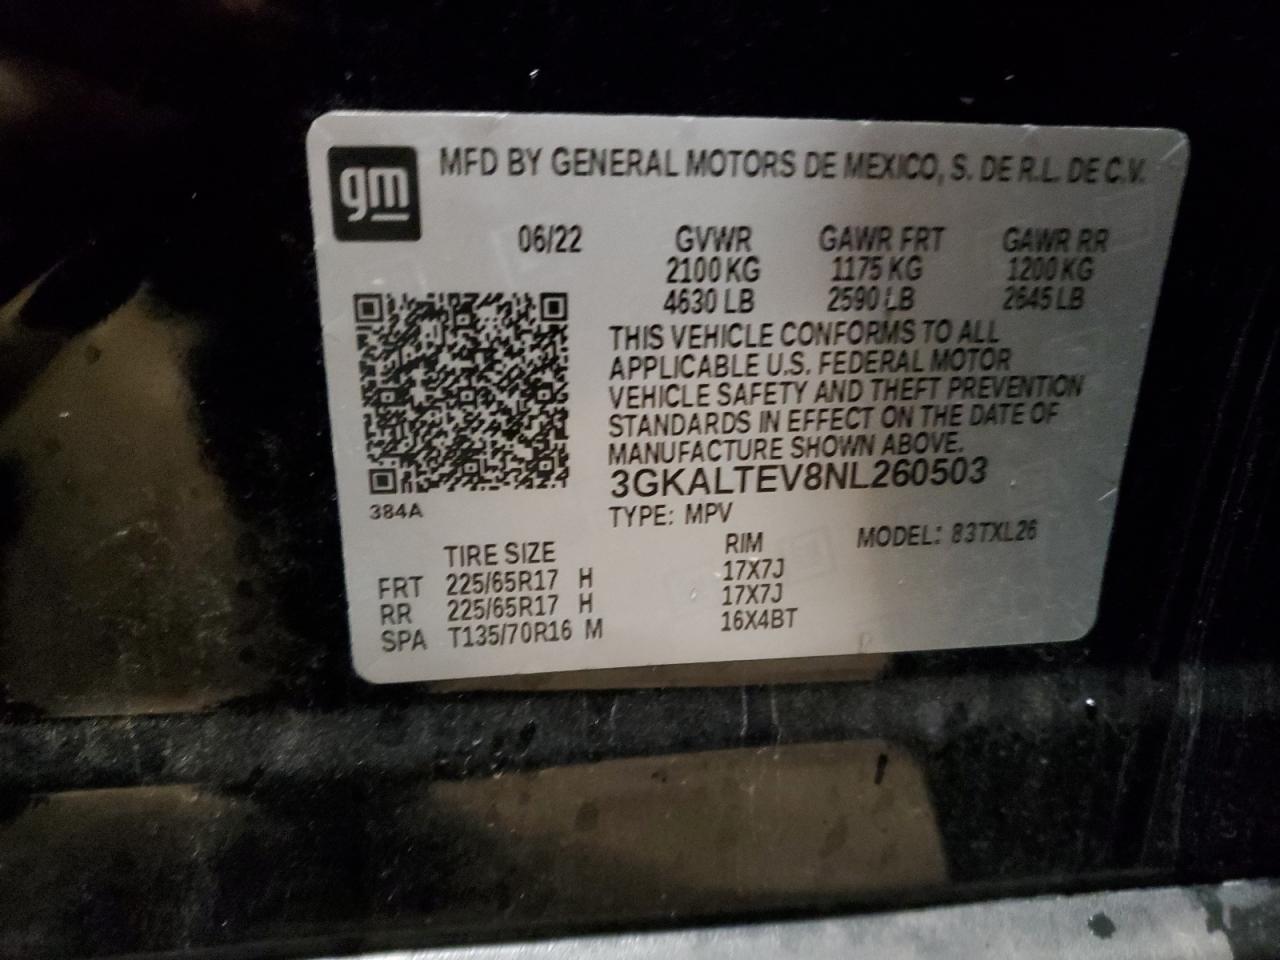 gm
MFD BY GENERAL MOTORS DE MEXICO, S. DE R.L. DE C.V.
06/22
GVWR GAWR FRT GAWR RR
2100 KG 1175 KG 1200 KG
4630 LB 2590 LB 2645 LB
THIS VEHICLE CONFORMS TO ALL
APPLICABLE U.S. FEDERAL MOTOR
VEHICLE SAFETY AND THEFT PREVENTION
STANDARDS IN EFFECT ON THE DATE OF
MANUFACTURE SHOWN ABOVE.
3GKALTEV8NL260503
384A
TYPE: MPV
MODEL: 83TXL26
TIRE SIZE RIM
FRT 225/65R17 H 17X7J
RR 225/65R17 H 17X7J
SPA T135/70R16 M 16X4BT